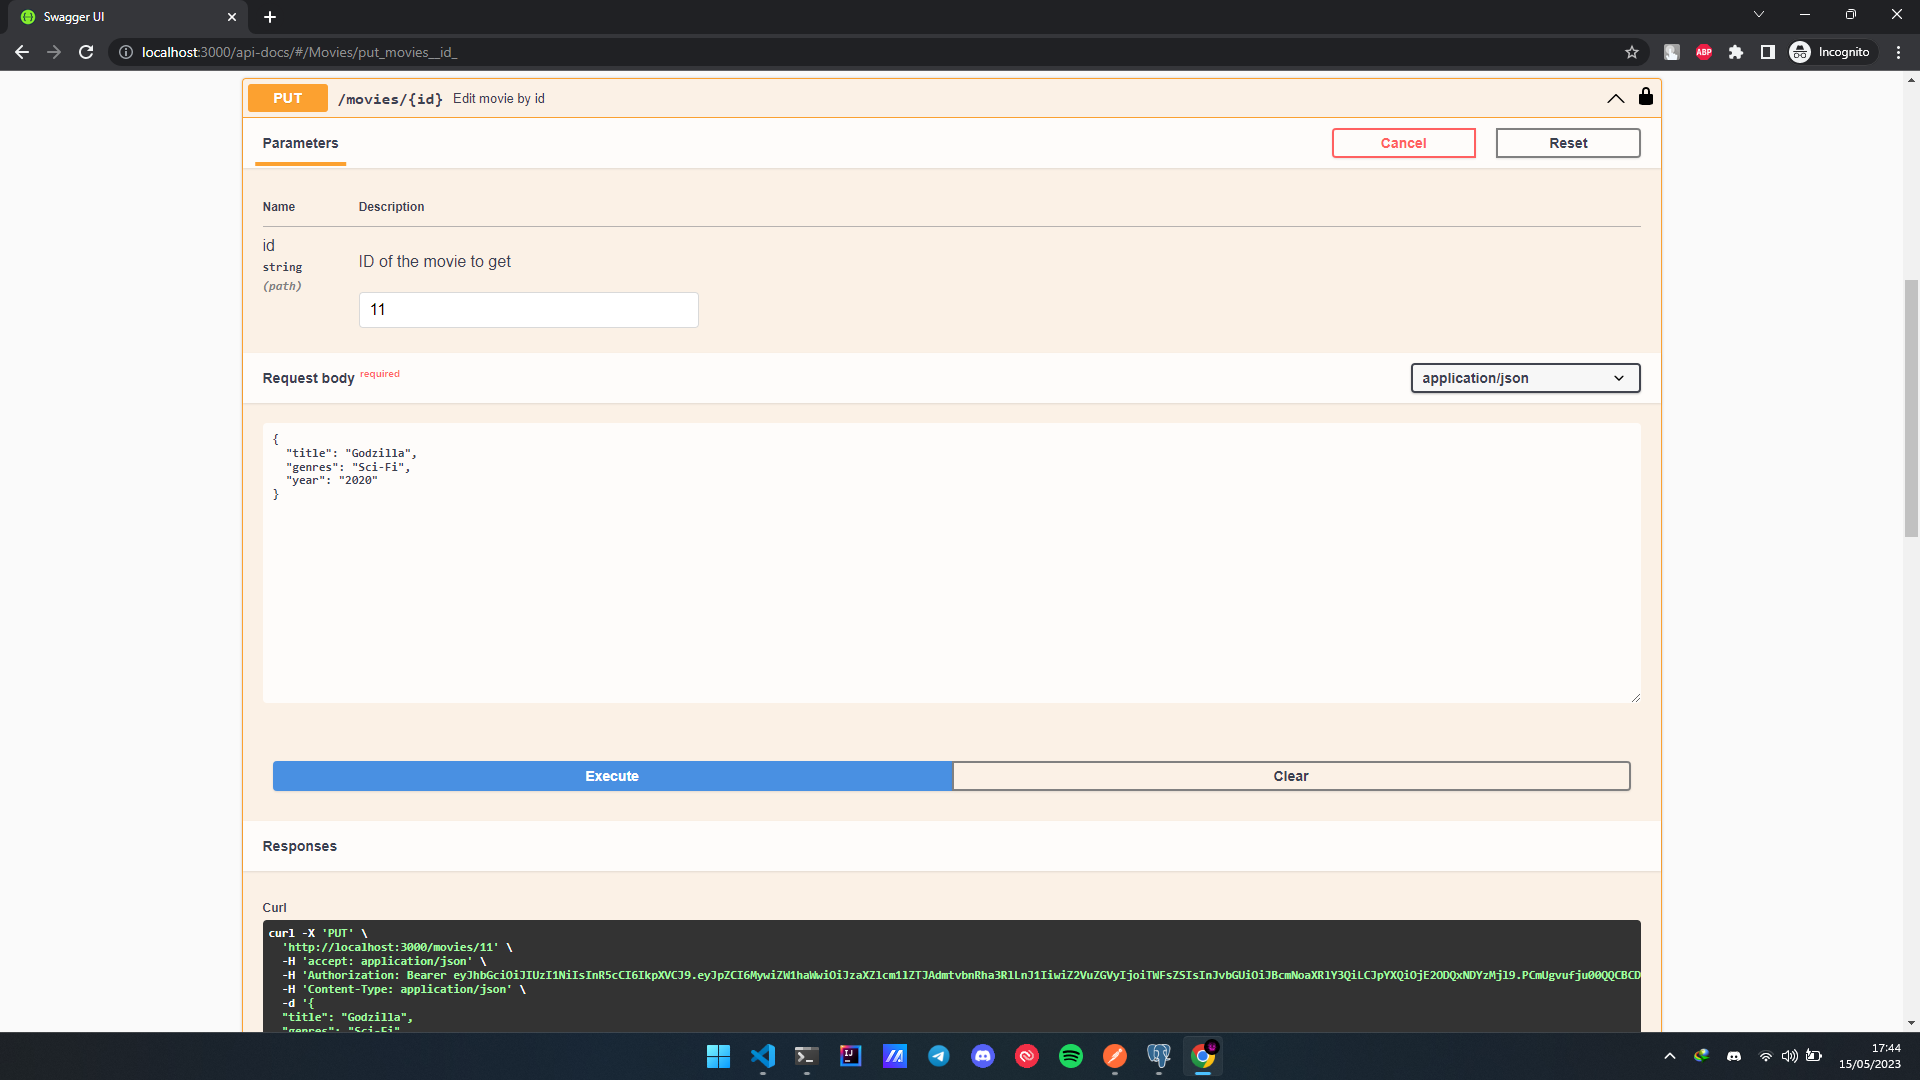 Swagger UI
localhost:3000/api-docs/#/Movies/put_movies__id_
ABP
Incognito
PUT /movies/{id} Edit movie by id
Parameters
Cancel
Reset
Name Description
id
string
(path)
ID of the movie to get
11
Request body required
application/json
{
"title": "Godzilla",
"genres": "Sci-Fi",
"year": "2020"
}
Execute
Clear
Responses
Curl
curl -X 'PUT' \
'http://localhost:3000/movies/11' \
-H 'accept: application/json' \
-H 'Authorization: Bearer
-H 'Content-Type: application/json' \
-d '{
"title": "Godzilla",
"genres": "Sci-Fi"
17:44
15/05/2023